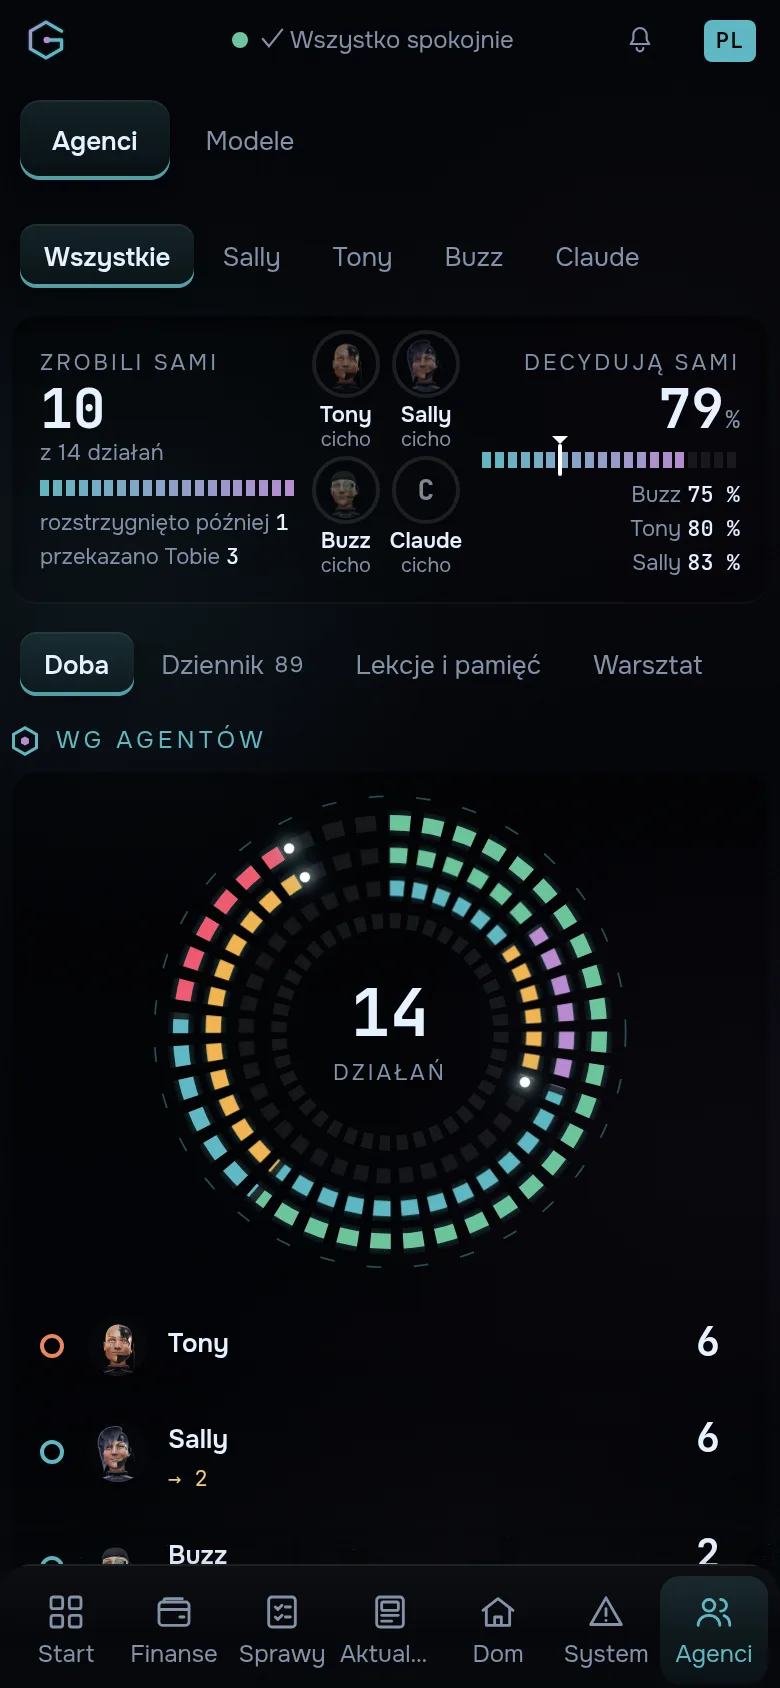 ✓ Wszystko spokojnie
PL
Agenci Modele
Wszystkie Sally Tony Buzz Claude
ZROBILI SAMI
10
z 14 działań
rozstrzygnięto później 1
przekazano Tobie 3
Tony Sally
cicho cicho
C
Buzz Claude
cicho cicho
DECYDUJĄ SAMI
79%
Buzz 75 %
Tony 80 %
Sally 83 %
Doba Dziennik 89 Lekcje i pamięć Warsztat
WG AGENTÓW
14
DZIAŁAŃ
Tony 6
Sally 6
→ 2
Buzz 2
Start Finanse Sprawy Aktual... Dom System Agenci